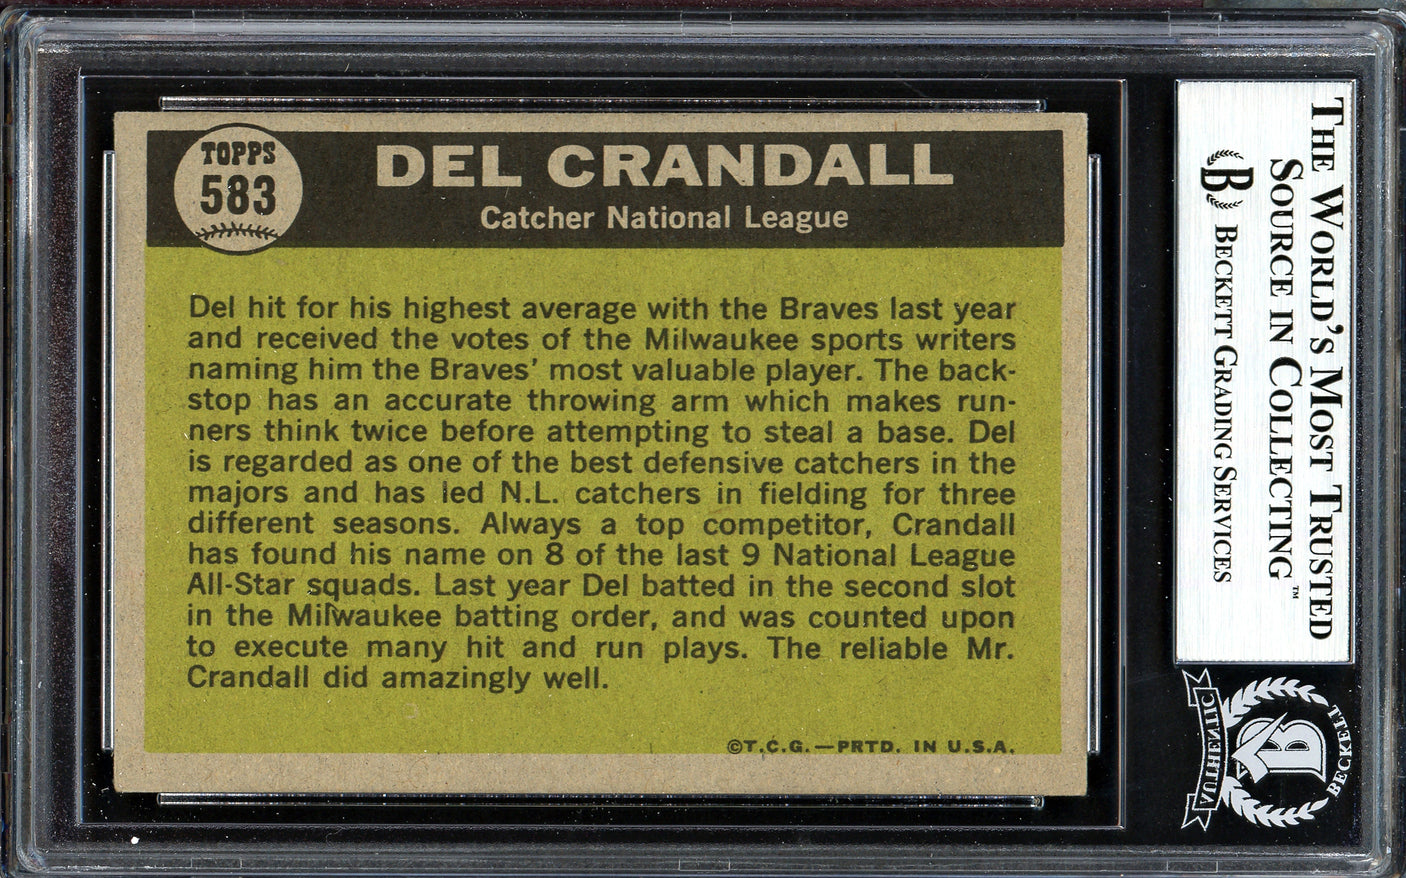 TOPPS
583
DEL CRANDALL
Catcher National League
Del hit for his highest average with the Braves last year
and received the votes of the Milwaukee sports writers
naming him the Braves' most valuable player. The back-
stop has an accurate throwing arm which makes run-
ners think twice before attempting to steal a base. Del
is regarded as one of the best defensive catchers in the
majors and has led N.L. catchers in fielding for three
different seasons. Always a top competitor, Crandall
has found his name on 8 of the last 9 National League
All-Star squads. Last year Del batted in the second slot
in the Milwaukee batting order, and was counted upon
to execute many hit and run plays. The reliable Mr.
Crandall did amazingly well.
©T.C.G.—PRTD. IN U.S.A.
THE WORLD'S MOST TRUSTED
SOURCE IN COLLECTING™
B BECKETT GRADING SERVICES
BECKETT
B
AUTHENTIC